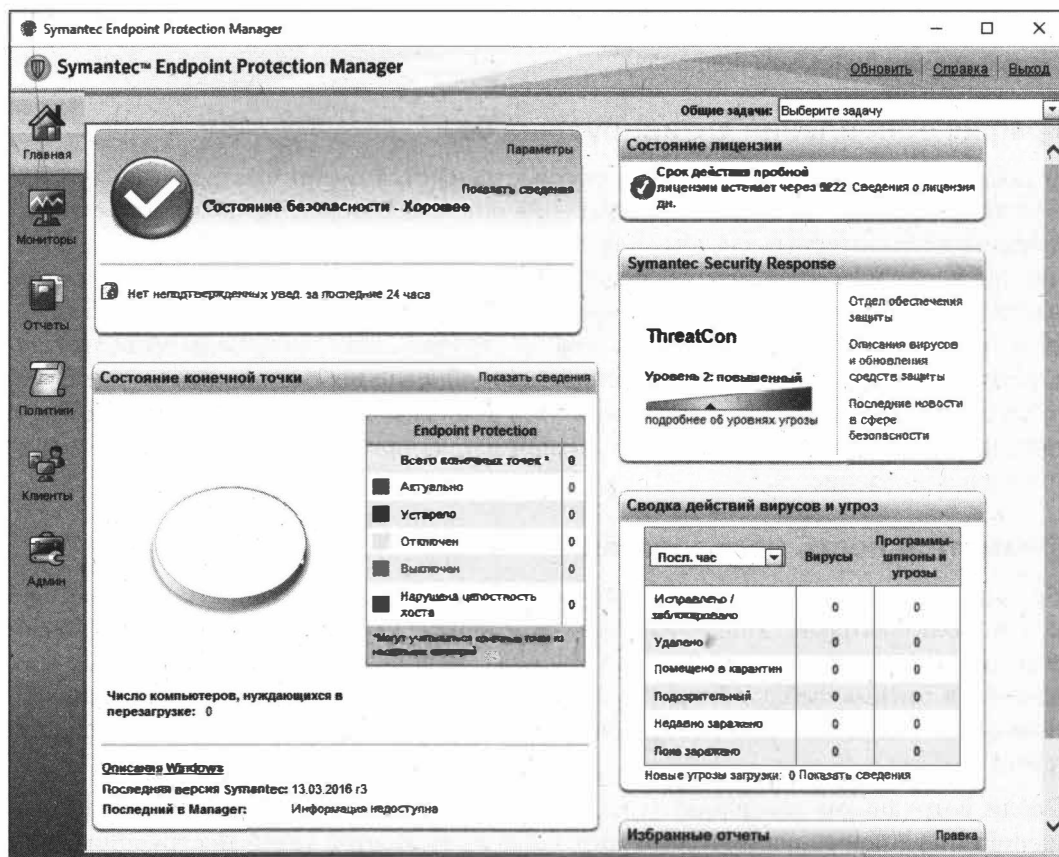 Symantec Endpoint Protection Manager
Symantec™ Endpoint Protection Manager
Обновить Справка Выход
Общие задачи: Выберите задачу
Главная
Мониторы
Отчеты
Политики
Клиенты
Админ
Параметры
Показать сведения
Состояние безопасности - Хорошее
Нет неподтвержденных увед. за последние 24 часа
Состояние конечной точки Показать сведения
Endpoint Protection
Всего конечных точек * 0
Актуально 0
Устарело 0
Отключен 0
Выключен 0
Нарушена целостность
хоста 0
*Могут учитываться конечные точки из
Число компьютеров, нуждающихся в
перезагрузке: 0
Описания Windows
Последняя версия Symantec: 13.03.2016 r3
Последний в Manager: Информация недоступна
Состояние лицензии
Срок действия пробной
лицензии истекает через Сведения о лицензии
дн.
Symantec Security Response
ThreatCon
Уровень 2: повышенный
подробнее об уровнях угрозы
Отдел обеспечения
защиты
Описания вирусов
и обновления
средств защиты
Последние новости
в сфере
безопасности
Сводка действий вирусов и угроз
Посл. час Вирусы Программы-
шпионы и
угрозы
Исправлено /
заблокировано 0 0
Удалено 0 0
Помещено в карантин 0 0
Подозрительный 0 0
Недавно заражено 0 0
Пока заражено 0 0
Новые угрозы загрузки: 0 Показать сведения
Избранные отчеты Правка